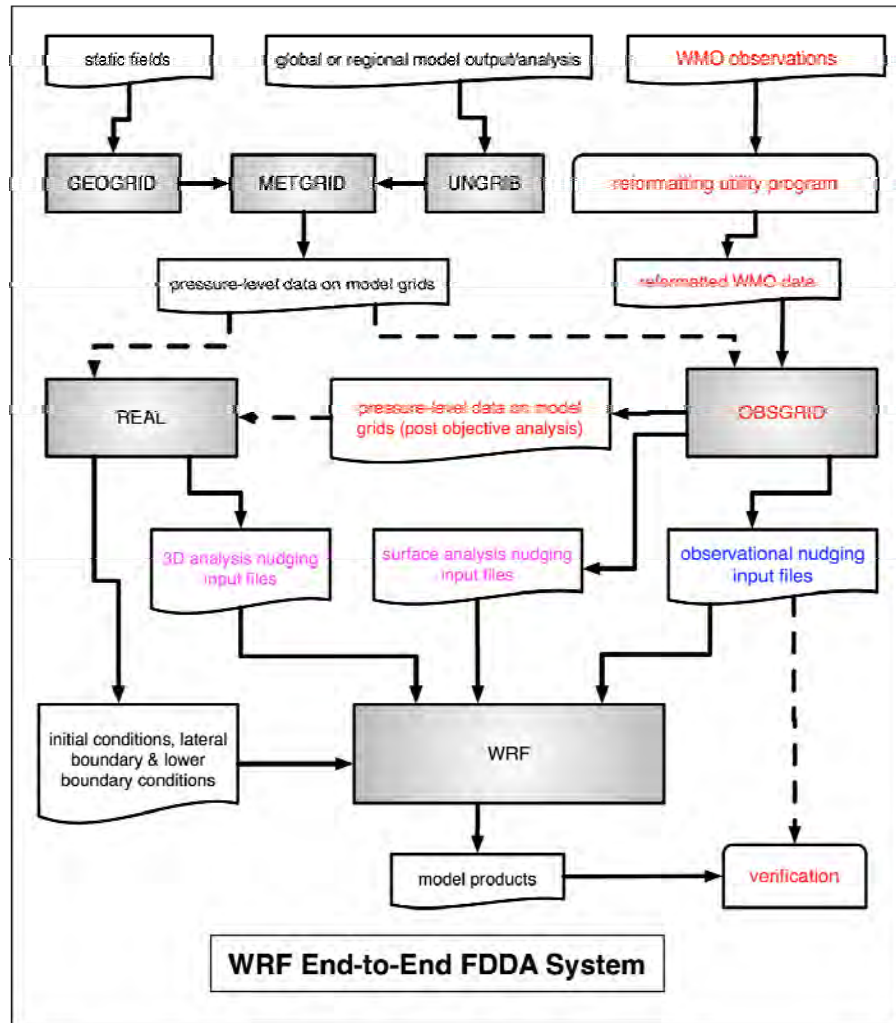 static fields
global or regional model output/analysis
WMO observations
GEOGRID
METGRID
UNGRIB
reformatting utility program
pressure-level data on model grids
reformatted WMO date
REAL
pressure-level data on model
grids (post objective analysis)
OBSGRID
3D analysis nudging
input files
surface analysis nudging
input files
observational nudging
input files
initial conditions, lateral
boundary & lower
boundary conditions
WRF
model products
verification
WRF End-to-End FDDA System